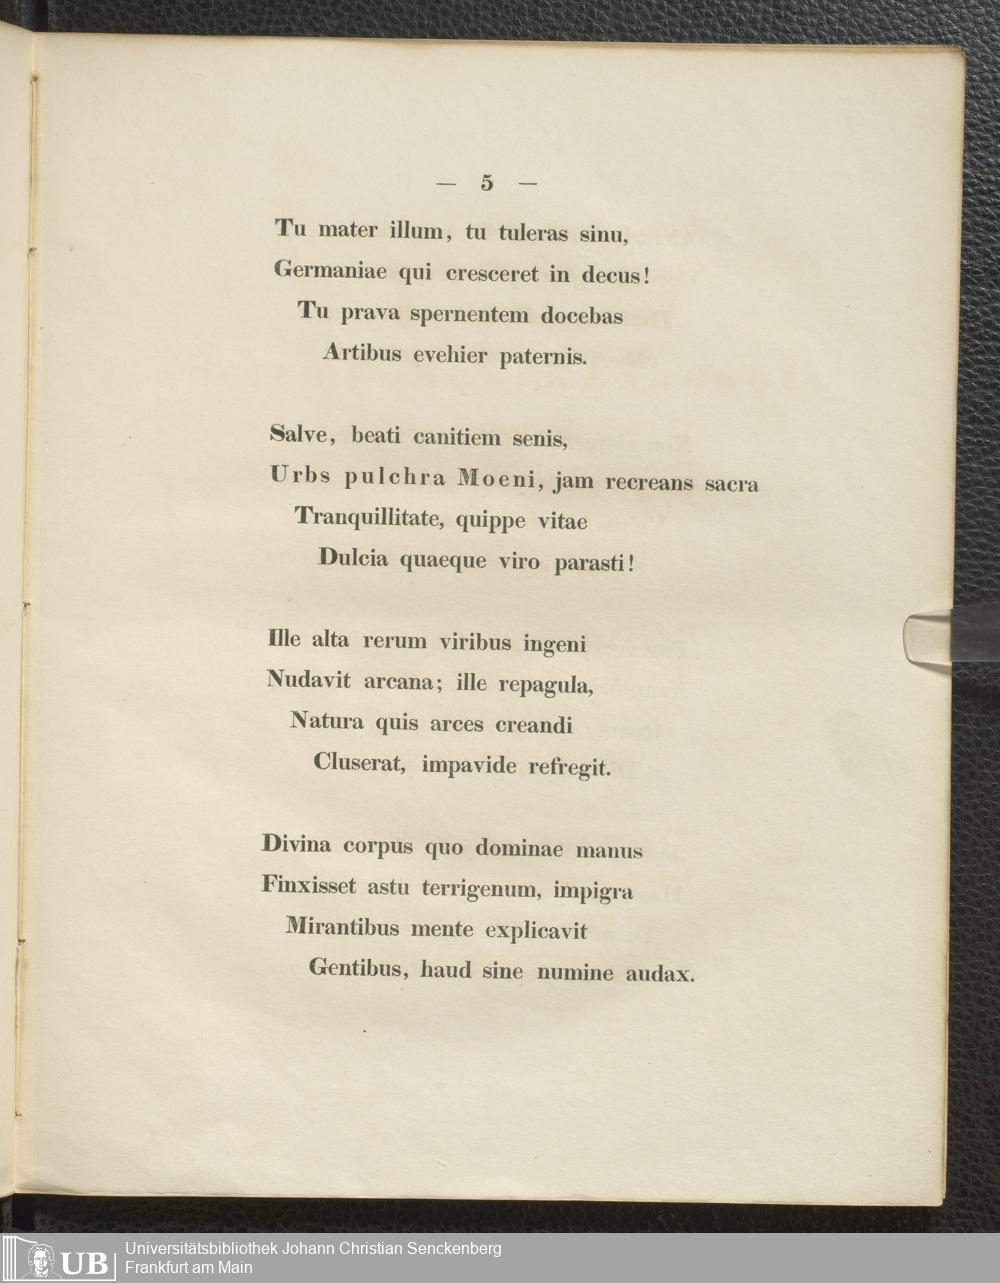 — 5 —
Tu mater illum, tu tuleras sinu,
Germaniae qui cresceret in decus!
Tu prava spernentem docebas
Artibus evehier paternis.
Salve, beati canitiem senis,
Urbs pulchra Moeni, jam recreans sacra
Tranquillitate, quippe vitae
Dulcia quaeque viro parasti!
Ille alta rerum viribus ingeni
Nudavit arcana; ille repagula,
Natura quis arces creandi
Cluserat, impavide refregit.
Divina corpus quo dominae manus
Finxisset astu terrigenum, impigra
Mirantibus mente explicavit
Gentibus, haud sine numine audax.
UB
Universitätsbibliothek Johann Christian Senckenberg
Frankfurt am Main